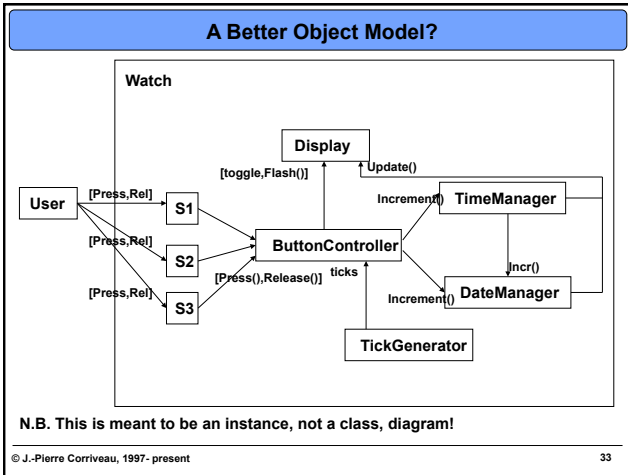 A Better Object Model?
Watch
Display
[toggle,Flash()]
Update()
[Press,Rel]
User
S1
Increment()
TimeManager
[Press,Rel]
S2
ButtonController
[Press,Rel]
S3
[Press(),Release()]
ticks
Incr()
Increment()
DateManager
TickGenerator
N.B. This is meant to be an instance, not a class, diagram!
© J.-Pierre Corriveau, 1997- present
33